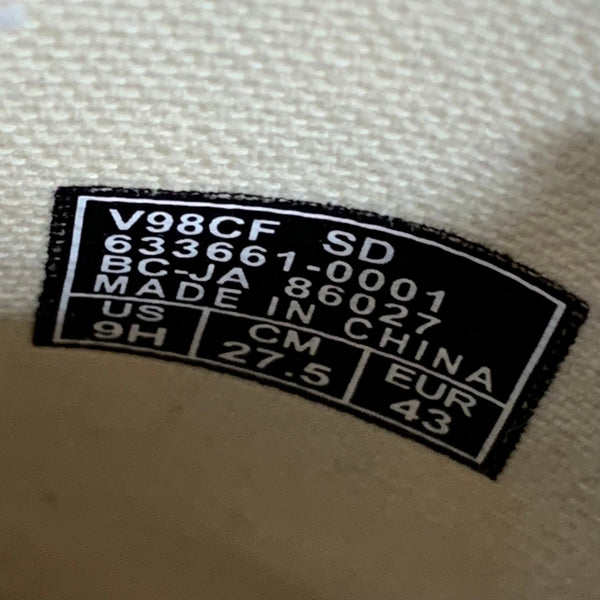 V98CF SD
633661-0001
BC-JA 86027
MADE IN CHINA
US CM EUR
9H 27.5 43